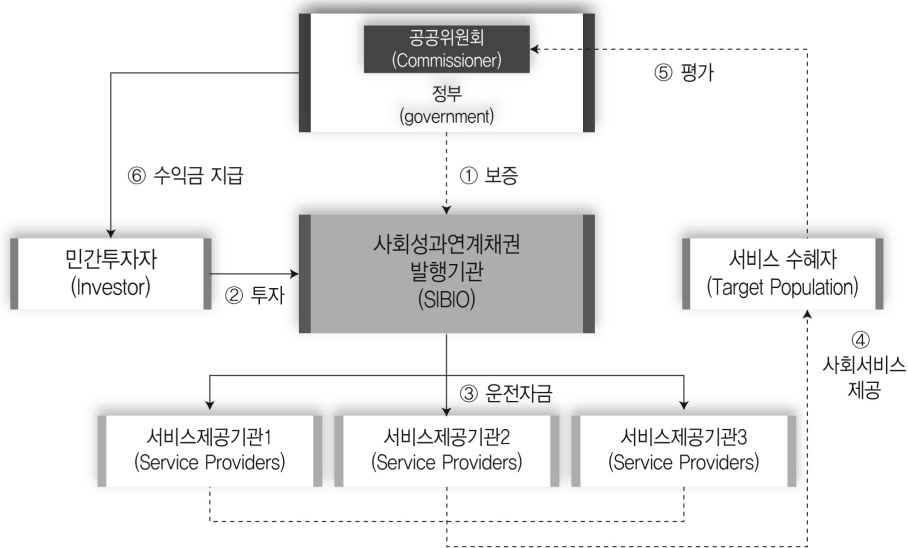 공공위원회
(Commissioner)
정부
(government)
⑤ 평가
⑥ 수익금 지급
① 보증
민간투자자
(Investor)
② 투자
사회성과연계채권
발행기관
(SIBIO)
서비스 수혜자
(Target Population)
④
사회서비스
제공
③ 운전자금
서비스제공기관1
(Service Providers)
서비스제공기관2
(Service Providers)
서비스제공기관3
(Service Providers)